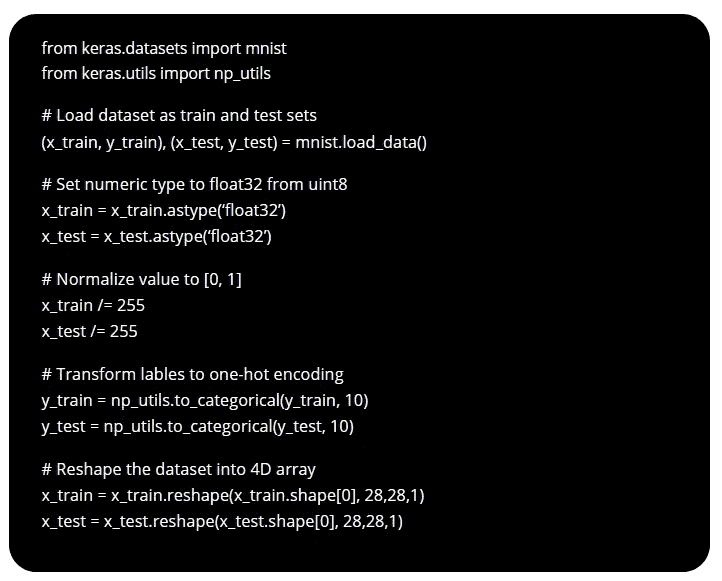 from keras.datasets import mnist
from keras.utils import np_utils
# Load dataset as train and test sets
(x_train, y_train), (x_test, y_test) = mnist.load_data()
# Set numeric type to float32 from uint8
x_train = x_train.astype(‘float32’)
x_test = x_test.astype(‘float32’)
# Normalize value to [0, 1]
x_train /= 255
x_test /= 255
# Transform lables to one-hot encoding
y_train = np_utils.to_categorical(y_train, 10)
y_test = np_utils.to_categorical(y_test, 10)
# Reshape the dataset into 4D array
x_train = x_train.reshape(x_train.shape[0], 28,28,1)
x_test = x_test.reshape(x_test.shape[0], 28,28,1)